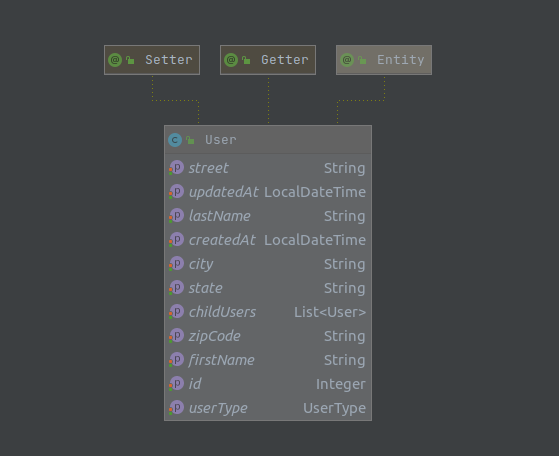 Setter Getter Entity
User
street String
updatedAt LocalDateTime
lastName String
createdAt LocalDateTime
city String
state String
childUsers List<User>
zipCode String
firstName String
id Integer
userType UserType